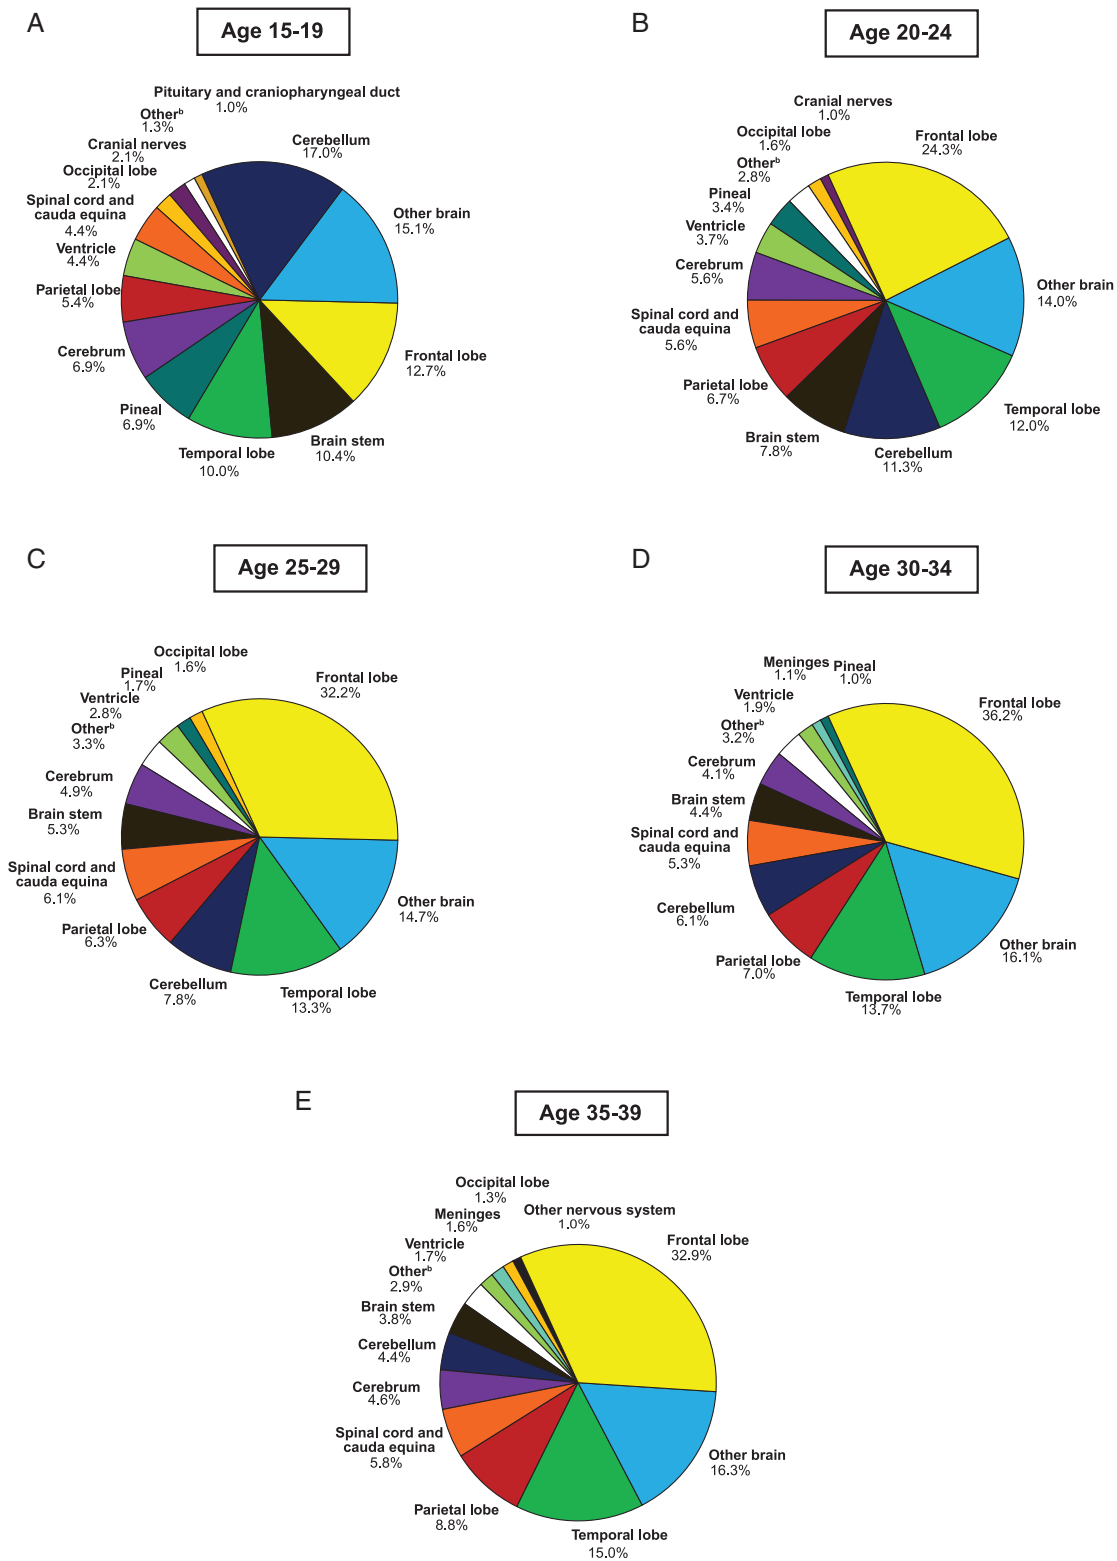 A
Age 15-19
Pituitary and craniopharyngeal duct
1.0%
Otherᵇ
1.3%
Cranial nerves
2.1%
Occipital lobe
2.1%
Spinal cord and
cauda equina
4.4%
Ventricle
4.4%
Parietal lobe
5.4%
Cerebrum
6.9%
Pineal
6.9%
Temporal lobe
10.0%
Brain stem
10.4%
Frontal lobe
12.7%
Other brain
15.1%
Cerebellum
17.0%
B
Age 20-24
Cranial nerves
1.0%
Occipital lobe
1.6%
Otherᵇ
2.8%
Pineal
3.4%
Ventricle
3.7%
Cerebrum
5.6%
Spinal cord and
cauda equina
5.6%
Parietal lobe
6.7%
Brain stem
7.8%
Cerebellum
11.3%
Temporal lobe
12.0%
Other brain
14.0%
Frontal lobe
24.3%
C
Age 25-29
Occipital lobe
1.6%
Pineal
1.7%
Ventricle
2.8%
Otherᵇ
3.3%
Cerebrum
4.9%
Brain stem
5.3%
Spinal cord and
cauda equina
6.1%
Parietal lobe
6.3%
Cerebellum
7.8%
Temporal lobe
13.3%
Other brain
14.7%
Frontal lobe
32.2%
D
Age 30-34
Meninges
1.1%
Pineal
1.0%
Ventricle
1.9%
Otherᵇ
3.2%
Cerebrum
4.1%
Brain stem
4.4%
Spinal cord and
cauda equina
5.3%
Cerebellum
6.1%
Parietal lobe
7.0%
Temporal lobe
13.7%
Other brain
16.1%
Frontal lobe
36.2%
E
Age 35-39
Occipital lobe
1.3%
Other nervous system
1.0%
Meninges
1.6%
Ventricle
1.7%
Otherᵇ
2.9%
Brain stem
3.8%
Cerebellum
4.4%
Cerebrum
4.6%
Spinal cord and
cauda equina
5.8%
Parietal lobe
8.8%
Temporal lobe
15.0%
Other brain
16.3%
Frontal lobe
32.9%